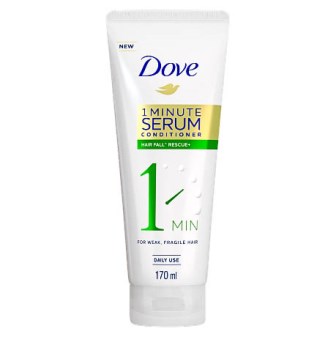 NEW
Dove
1 MINUTE
SERUM
CONDITIONER
HAIR FALL+ RESCUE+
1 MIN
FOR WEAK, FRAGILE HAIR
DAILY USE
170 ml